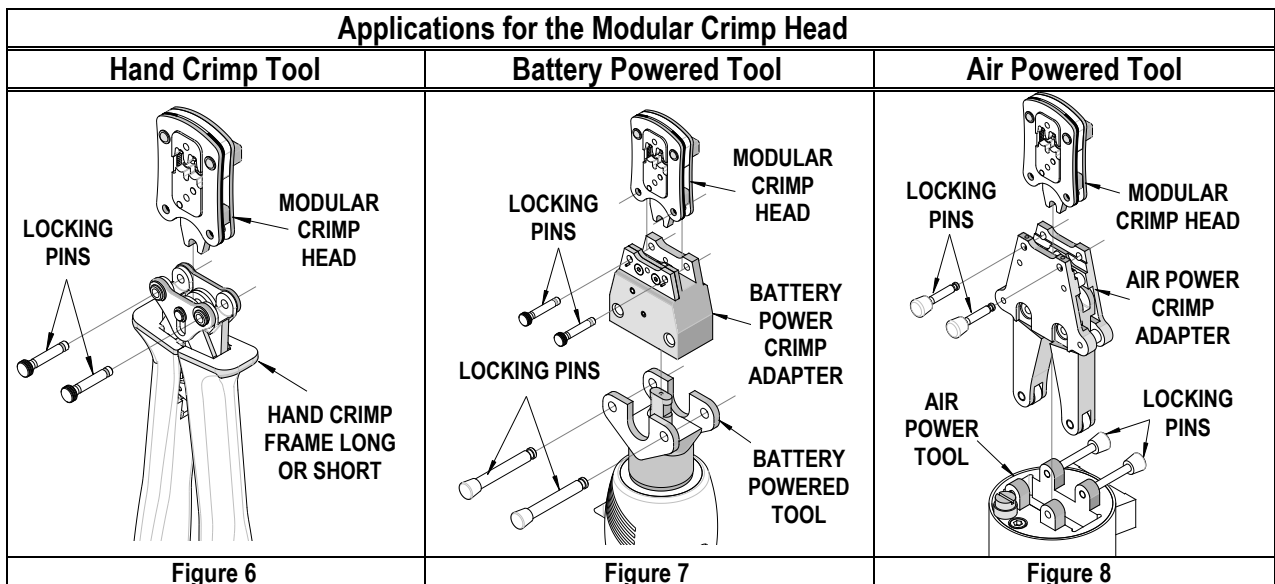 Applications for the Modular Crimp Head
Hand Crimp Tool
Battery Powered Tool
Air Powered Tool
LOCKING
PINS
MODULAR
CRIMP
HEAD
HAND CRIMP
FRAME LONG
OR SHORT
MODULAR
CRIMP
HEAD
LOCKING
PINS
BATTERY
POWER
CRIMP
ADAPTER
LOCKING PINS
BATTERY
POWERED
TOOL
LOCKING
PINS
MODULAR
CRIMP HEAD
AIR POWER
CRIMP
ADAPTER
AIR
POWER
TOOL
LOCKING
PINS
Figure 6
Figure 7
Figure 8